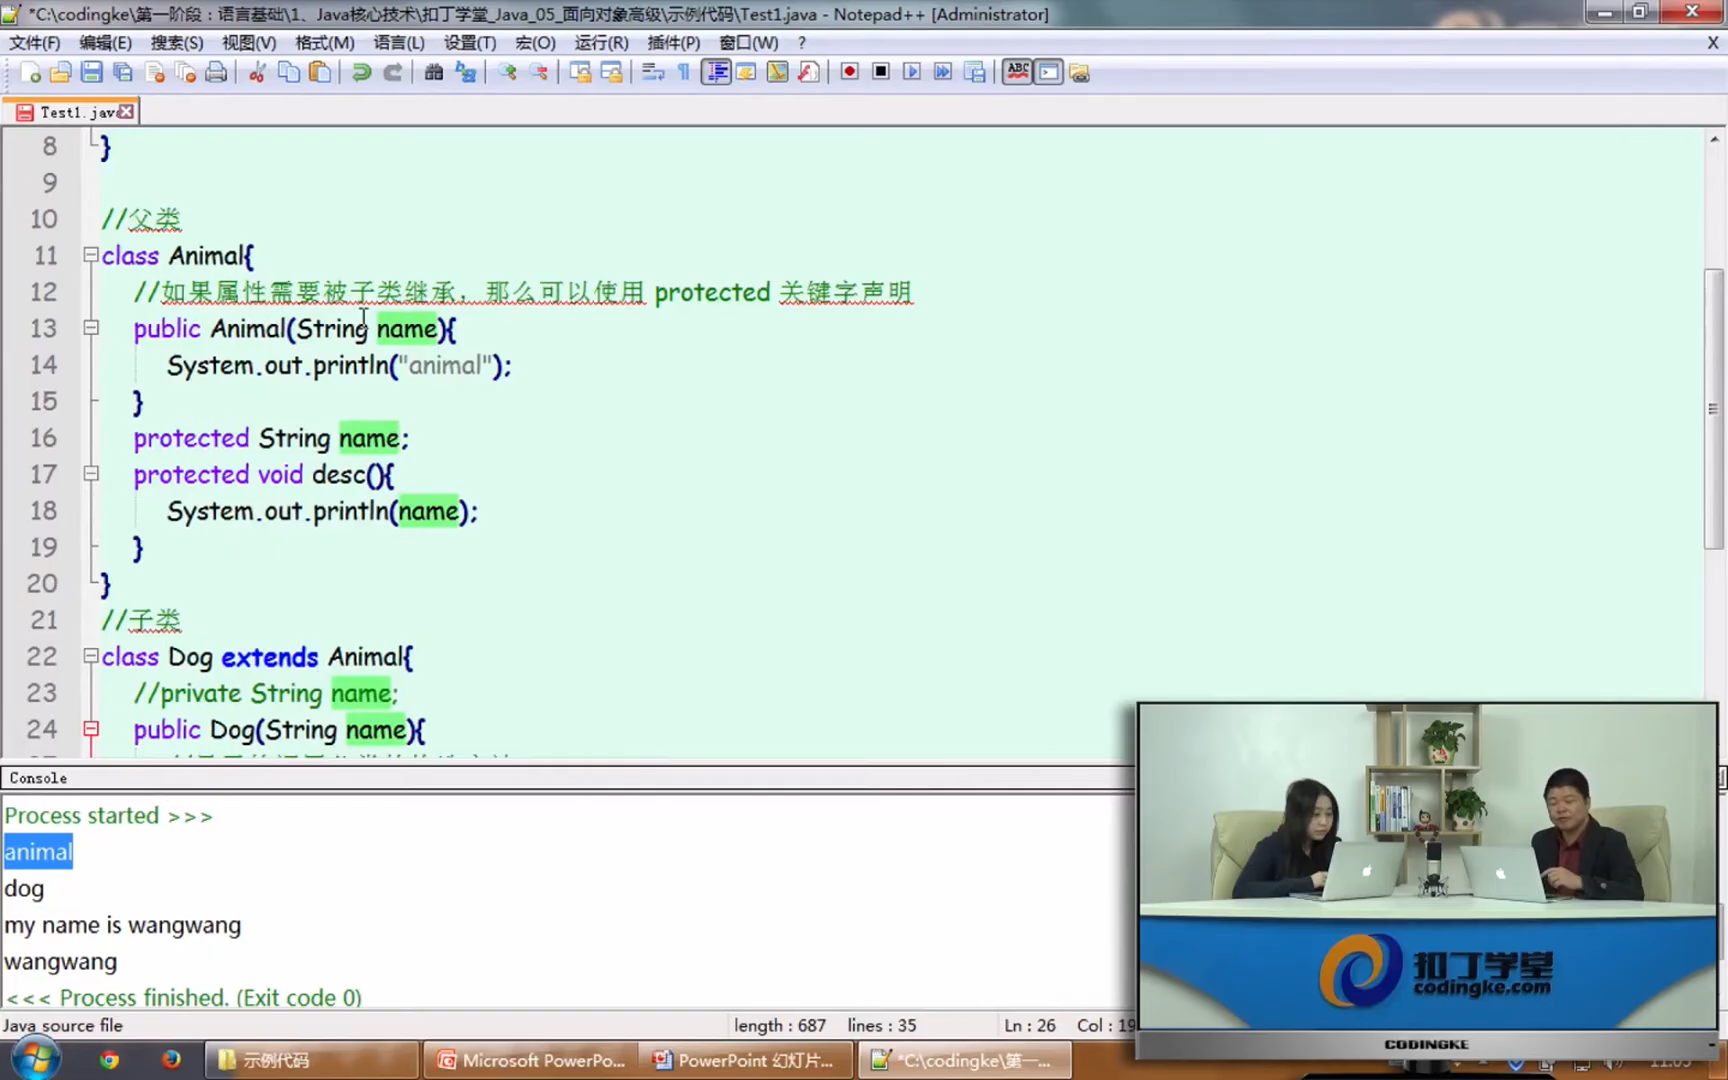 *C:\codingke\第一阶段：语言基础\1、Java核心技术\扣丁学堂_Java_05_面向对象高级\示例代码\Test1.java - Notepad++ [Administrator]
文件(F) 编辑(E) 搜索(S) 视图(V) 格式(M) 语言(L) 设置(T) 宏(O) 运行(R) 插件(P) 窗口(W) ? X
Test1.java
8 }
9
10 //父类
11 class Animal{
12 //如果属性需要被子类继承，那么可以使用 protected 关键字声明
13 public Animal(String name){
14 System.out.println("animal");
15 }
16 protected String name;
17 protected void desc(){
18 System.out.println(name);
19 }
20 }
21 //子类
22 class Dog extends Animal{
23 //private String name;
24 public Dog(String name){
Console
Process started >>>
animal
dog
my name is wangwang
wangwang
<<< Process finished. (Exit code 0)
扣丁学堂
codingke.com
Java source file length : 687 lines : 35 Ln : 26 Col : 19
CODINGKE
示例代码
Microsoft PowerPo...
PowerPoint 幻灯片...
*C:\codingke\第一...